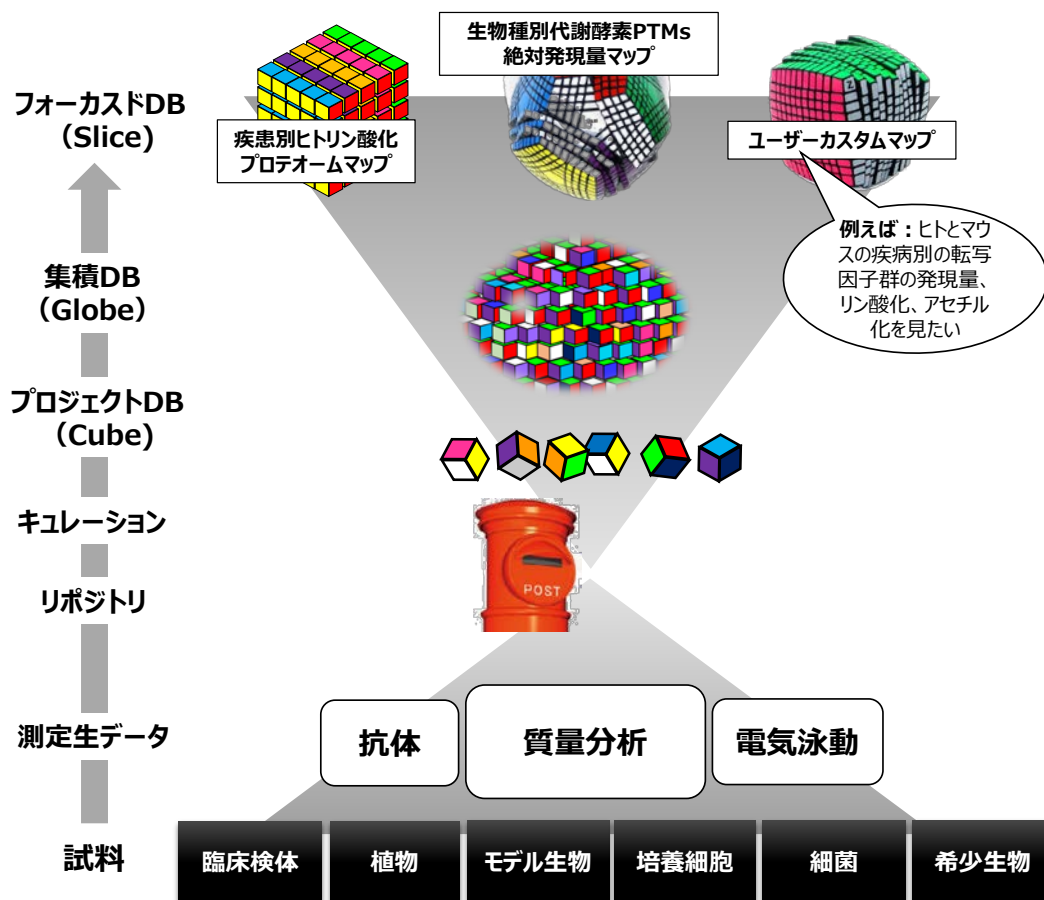 生物種別代謝酵素PTMs
絶対発現量マップ
フォーカスドDB
（Slice）
疾患別ヒトリン酸化
プロテオームマップ
ユーザーカスタムマップ
例えば：ヒトとマウ
スの疾病別の転写
因子群の発現量、
リン酸化、アセチル
化を見たい
集積DB
（Globe）
プロジェクトDB
（Cube)
キュレーション
リポジトリ
POST
測定生データ
抗体
質量分析
電気泳動
試料
臨床検体
植物
モデル生物
培養細胞
細菌
希少生物